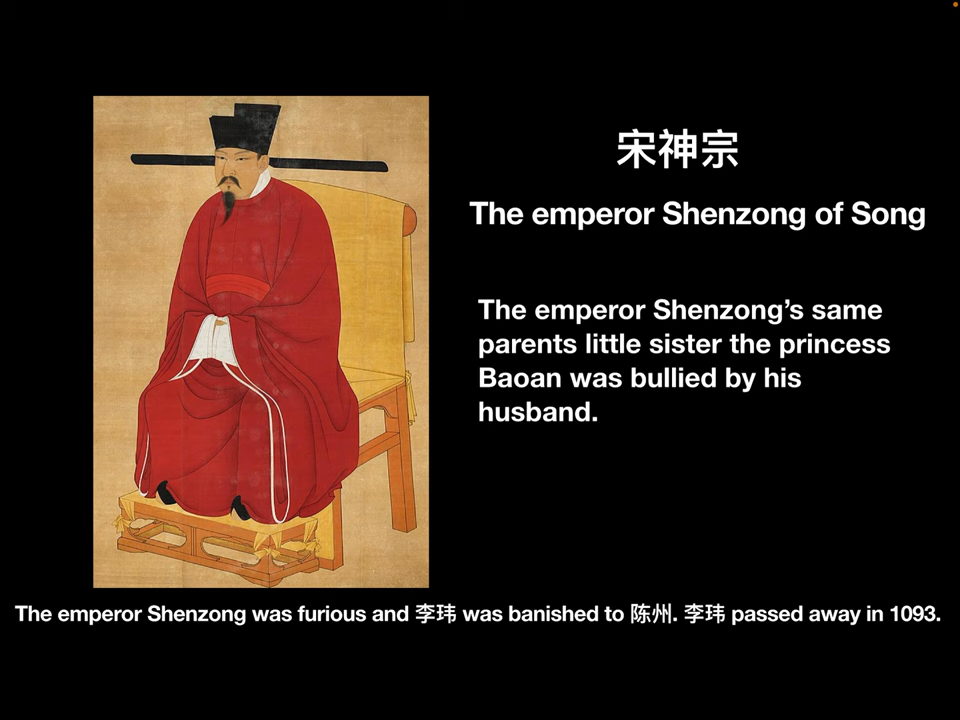 宋神宗
The emperor Shenzong of Song
The emperor Shenzong’s same
parents little sister the princess
Baoan was bullied by his
husband.
The emperor Shenzong was furious and 李玮 was banished to 陈州. 李玮 passed away in 1093.